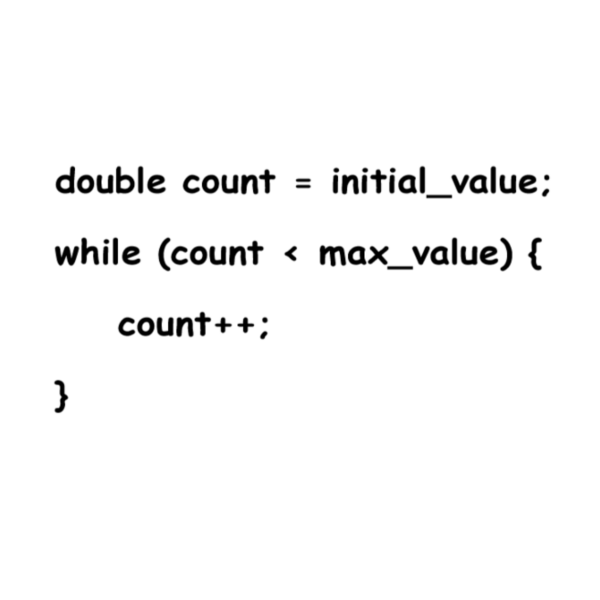 double count = initial_value;
while (count < max_value) {
count++;
}